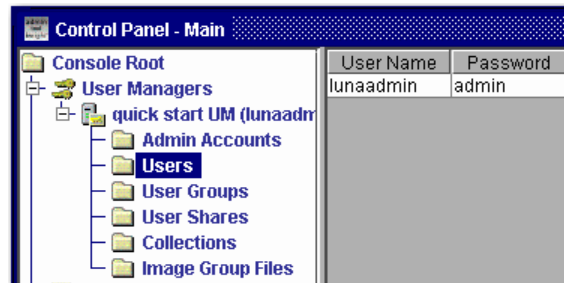 Control Panel - Main
Console Root
User Managers
quick start UM (lunaadm
Admin Accounts
Users
User Groups
User Shares
Collections
Image Group Files
User Name Password
lunaadmin admin